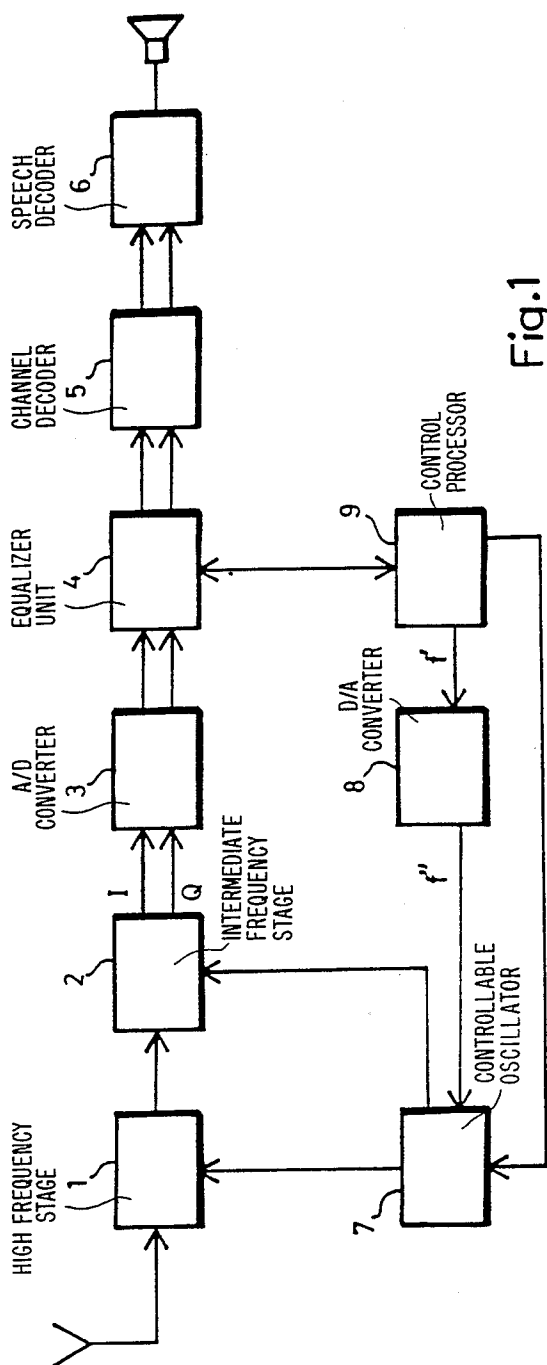 HIGH FREQUENCY
STAGE
1
2
I
Q
INTERMEDIATE
FREQUENCY
STAGE
A/D
CONVERTER
3
EQUALIZER
UNIT
4
CHANNEL
DECODER
5
SPEECH
DECODER
6
7
CONTROLLABLE
OSCILLATOR
f"
D/A
CONVERTER
8
f'
9
CONTROL
PROCESSOR
Fig.1